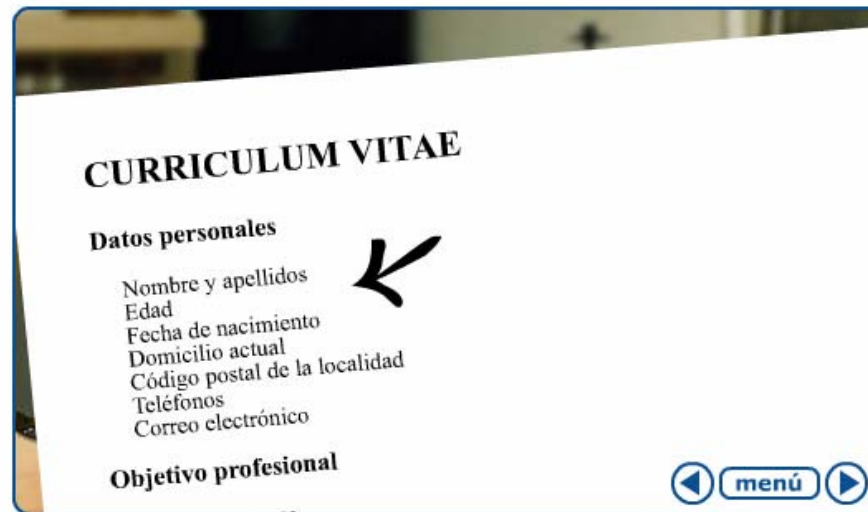 CURRICULUM VITAE
Datos personales
Nombre y apellidos
Edad
Fecha de nacimiento
Domicilio actual
Código postal de la localidad
Teléfonos
Correo electrónico
Objetivo profesional
menú